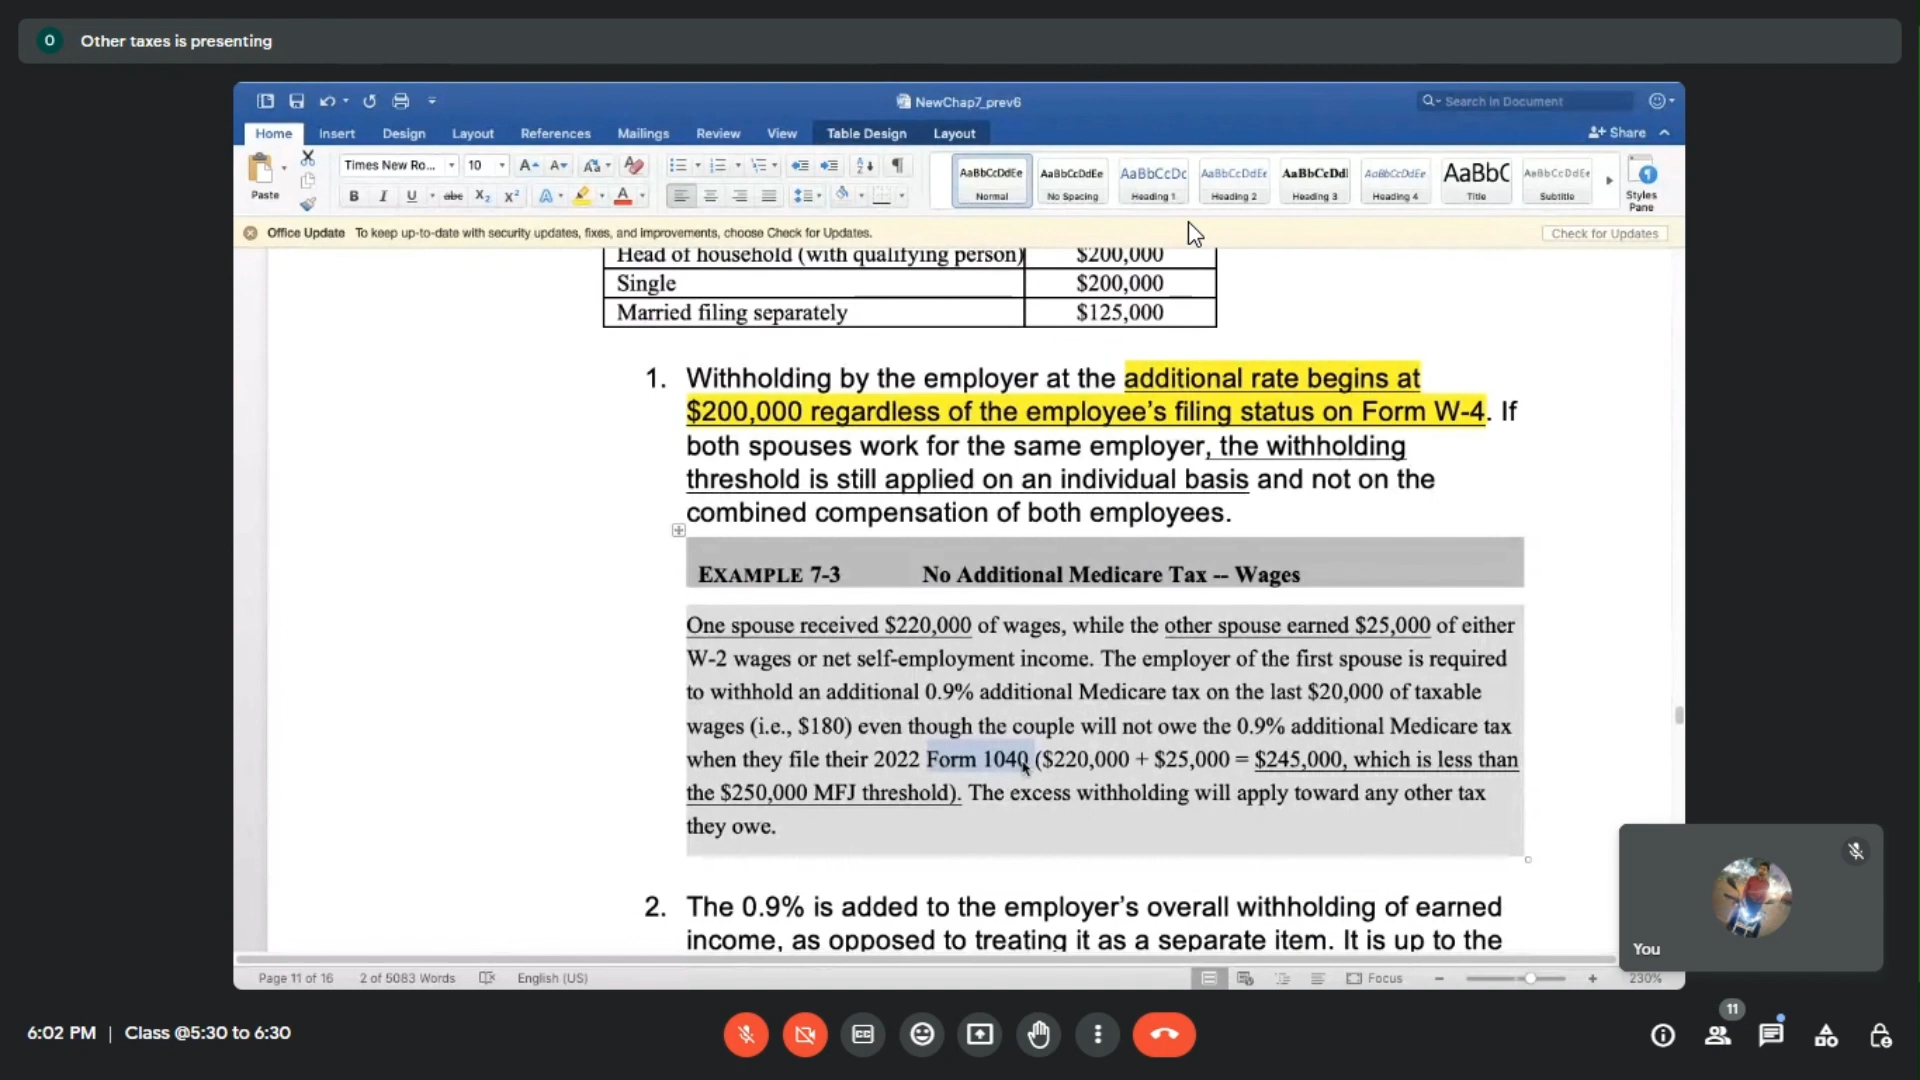 O Other taxes is presenting
NewChap7_prev6
Search in Document
Home Insert Design Layout References Mailings Review View Table Design Layout
Share
Paste
Times New Ro... 10
B I U abc X₂ X²
AaBbCcDdEe AaBbCcDdEe AaBbCcDc AaBbCcDdEe AaBbCcDdI AaBbCcDdEe AaBbC AaBbCcDdEe
Normal No Spacing Heading 1 Heading 2 Heading 3 Heading 4 Title Subtitle
Styles
Pane
Office Update To keep up-to-date with security updates, fixes, and improvements, choose Check for Updates.
Check for Updates
Head of household (with qualifying person) $200,000
Single $200,000
Married filing separately $125,000
1. Withholding by the employer at the additional rate begins at
$200,000 regardless of the employee’s filing status on Form W-4. If
both spouses work for the same employer, the withholding
threshold is still applied on an individual basis and not on the
combined compensation of both employees.
EXAMPLE 7-3 No Additional Medicare Tax -- Wages
One spouse received $220,000 of wages, while the other spouse earned $25,000 of either
W-2 wages or net self-employment income. The employer of the first spouse is required
to withhold an additional 0.9% additional Medicare tax on the last $20,000 of taxable
wages (i.e., $180) even though the couple will not owe the 0.9% additional Medicare tax
when they file their 2022 Form 1040 ($220,000 + $25,000 = $245,000, which is less than
the $250,000 MFJ threshold). The excess withholding will apply toward any other tax
they owe.
2. The 0.9% is added to the employer’s overall withholding of earned
income, as opposed to treating it as a separate item. It is up to the
You
Page 11 of 16 2 of 5083 Words English (US) Focus 230%
11
6:02 PM | Class @5:30 to 6:30
CC